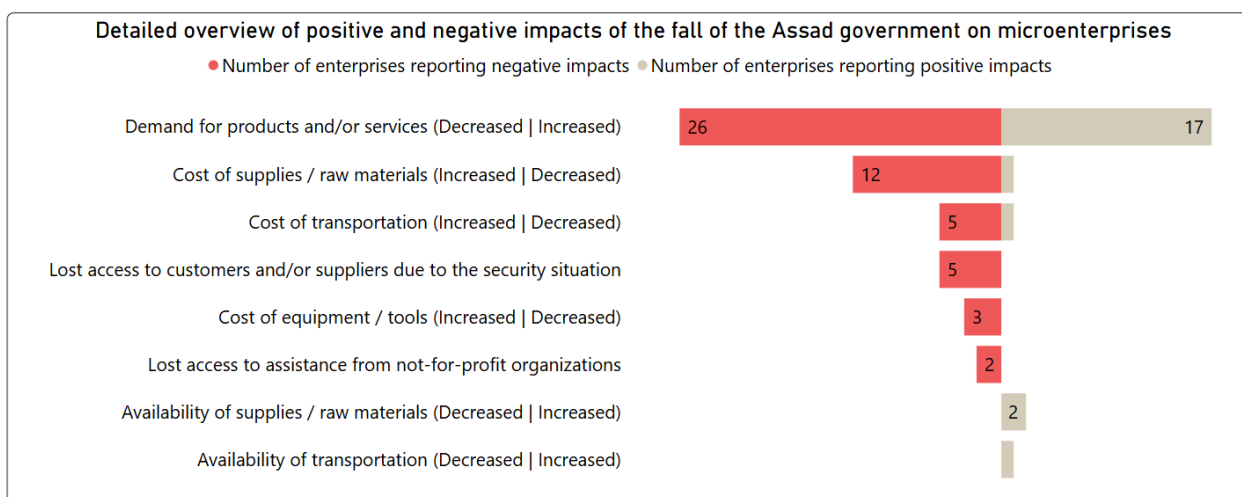 Detailed overview of positive and negative impacts of the fall of the Assad government on microenterprises
Number of enterprises reporting negative impacts Number of enterprises reporting positive impacts
Demand for products and/or services (Decreased | Increased) 26 17
Cost of supplies / raw materials (Increased | Decreased) 12
Cost of transportation (Increased | Decreased) 5
Lost access to customers and/or suppliers due to the security situation 5
Cost of equipment / tools (Increased | Decreased) 3
Lost access to assistance from not-for-profit organizations 2
Availability of supplies / raw materials (Decreased | Increased) 2
Availability of transportation (Decreased | Increased)